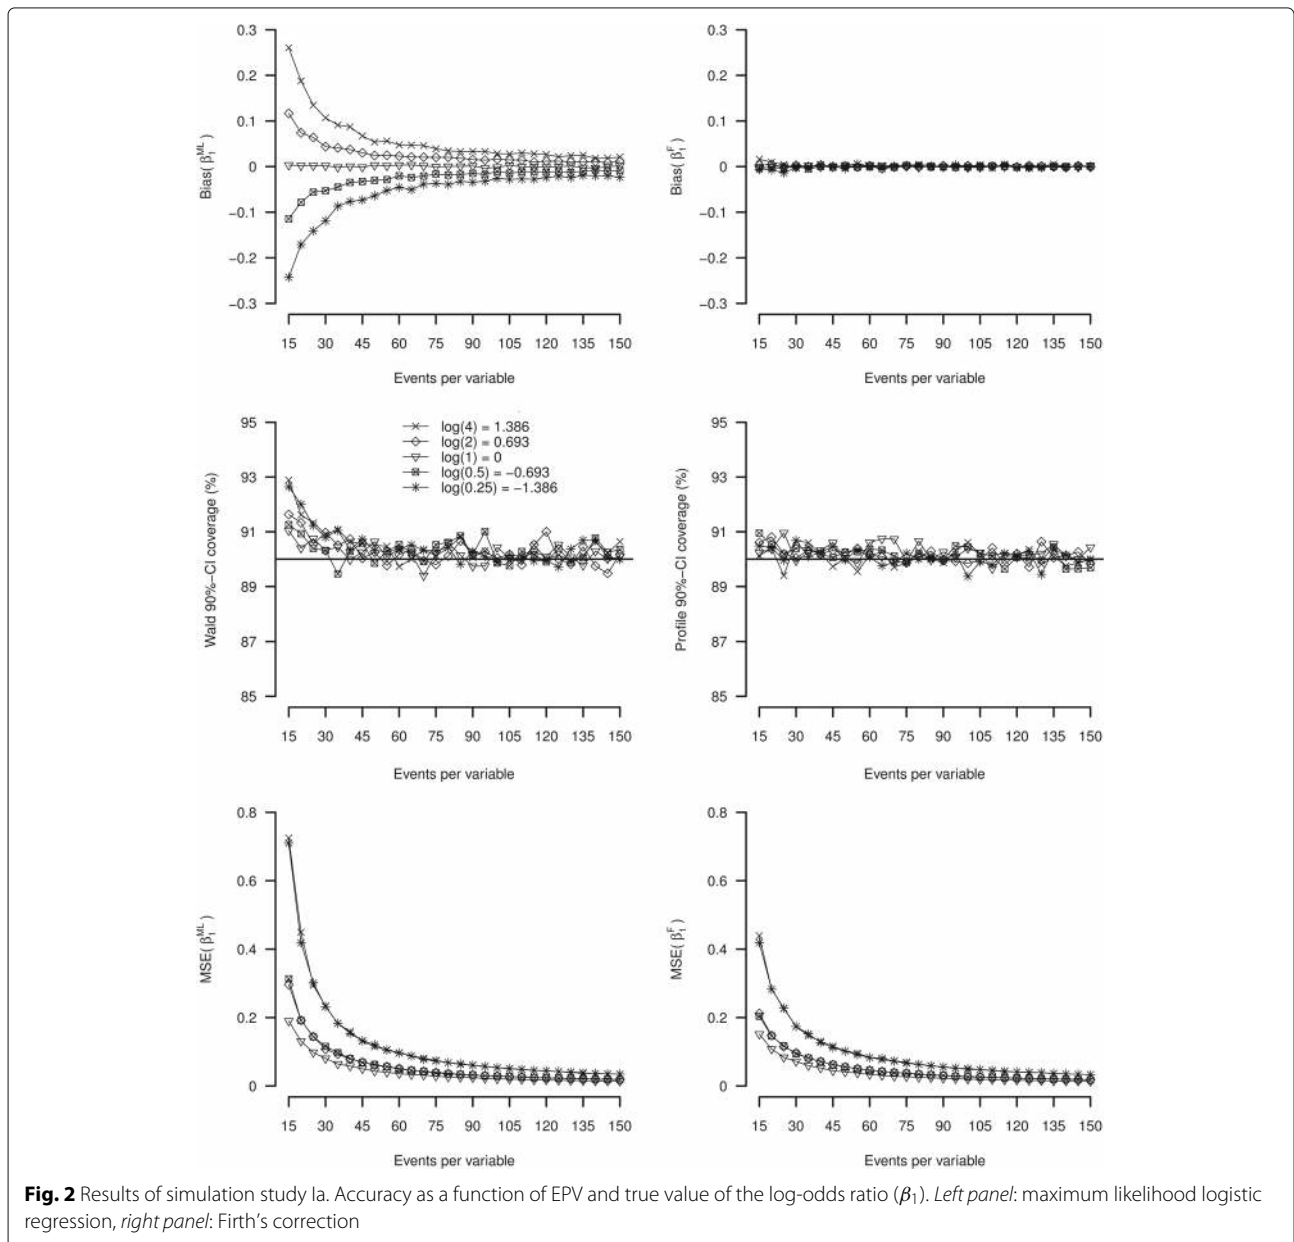 0.3
0.2
0.1
0
−0.1
−0.2
−0.3
Bias( β₁ᴹᴸ )
15 30 45 60 75 90 105 120 135 150
Events per variable
0.3
0.2
0.1
0
−0.1
−0.2
−0.3
Bias( β₁ᶠ )
15 30 45 60 75 90 105 120 135 150
Events per variable
95
93
91
89
87
85
Wald 90%−CI coverage (%)
log(4) = 1.386
log(2) = 0.693
log(1) = 0
log(0.5) = −0.693
log(0.25) = −1.386
15 30 45 60 75 90 105 120 135 150
Events per variable
95
93
91
89
87
85
Profile 90%−CI coverage (%)
15 30 45 60 75 90 105 120 135 150
Events per variable
0.8
0.6
0.4
0.2
0
MSE( β₁ᴹᴸ )
15 30 45 60 75 90 105 120 135 150
Events per variable
0.8
0.6
0.4
0.2
0
MSE( β₁ᶠ )
15 30 45 60 75 90 105 120 135 150
Events per variable
Fig. 2 Results of simulation study Ia. Accuracy as a function of EPV and true value of the log-odds ratio (β₁). Left panel: maximum likelihood logistic
regression, right panel: Firth's correction